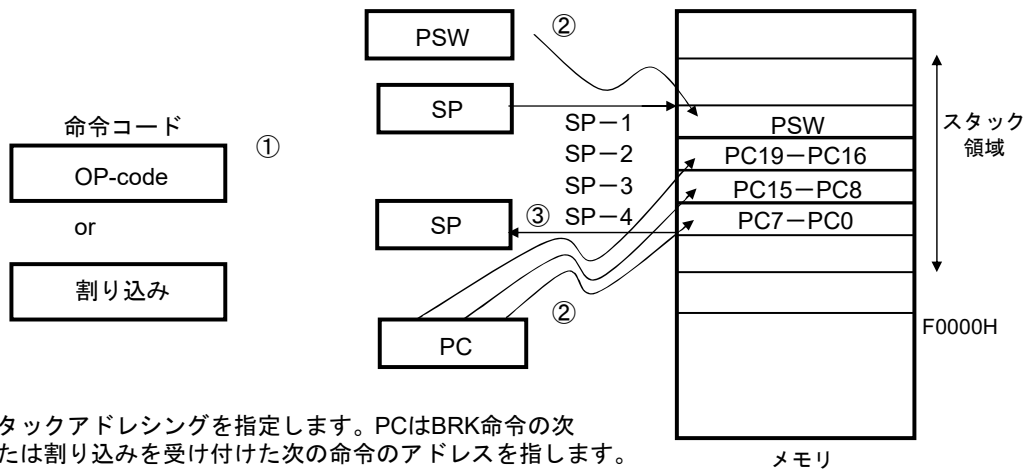 PSW
②
SP
命令コード
①
OP-code
or
割り込み
SP－1
SP－2
SP－3
SP－4
SP
③
②
PC
PSW
PC19－PC16
PC15－PC8
PC7－PC0
スタック
領域
F0000H
メモリ
タックアドレシングを指定します。PCはBRK命令の次
たは割り込みを受け付けた次の命令のアドレスを指します。